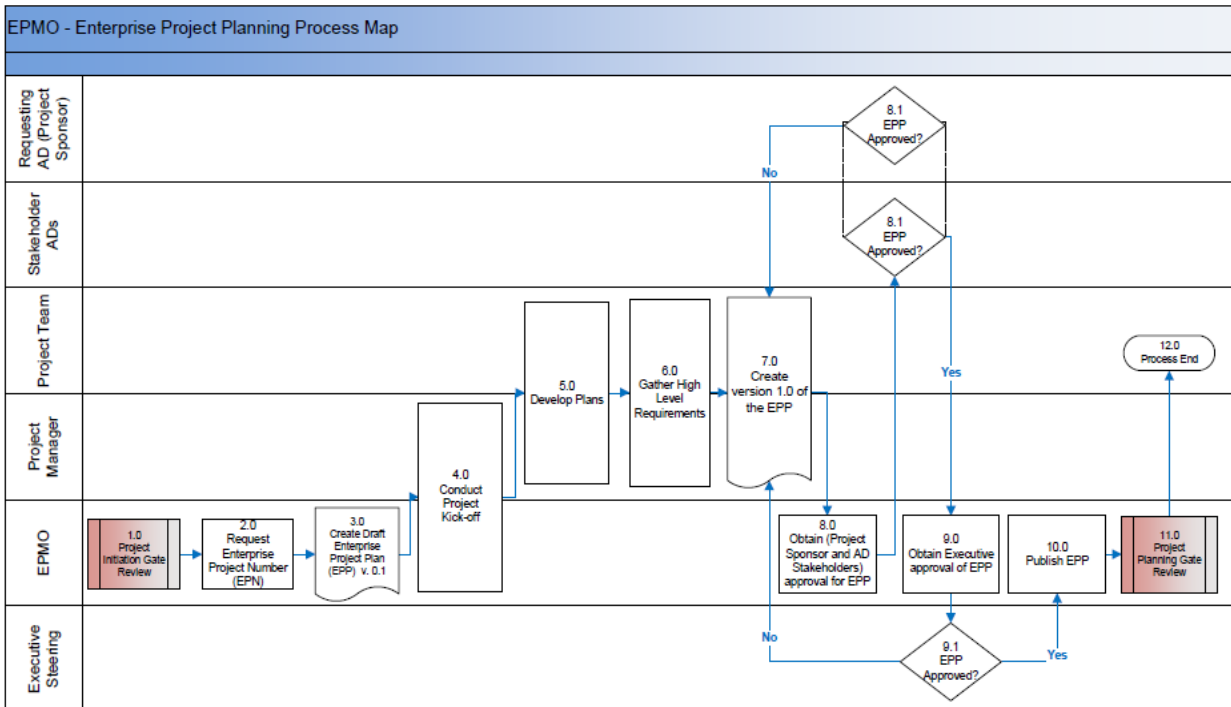 EPMO - Enterprise Project Planning Process Map
Requesting
AD (Project
Sponsor)
8.1
EPP
Approved?
No
Stakeholder
ADs
8.1
EPP
Approved?
Project Team
5.0
Develop Plans
6.0
Gather High
Level
Requirements
7.0
Create
version 1.0 of
the EPP
Yes
12.0
Process End
Project
Manager
4.0
Conduct
Project
Kick-off
EPMO
1.0
Project
Initiation Gate
Review
2.0
Request
Enterprise
Project Number
(EPN)
3.0
Create Draft
Enterprise
Project Plan
(EPP) v. 0.1
8.0
Obtain (Project
Sponsor and AD
Stakeholders)
approval for EPP
9.0
Obtain Executive
approval of EPP
10.0
Publish EPP
11.0
Project
Planning Gate
Review
Executive
Steering
No
9.1
EPP
Approved?
Yes